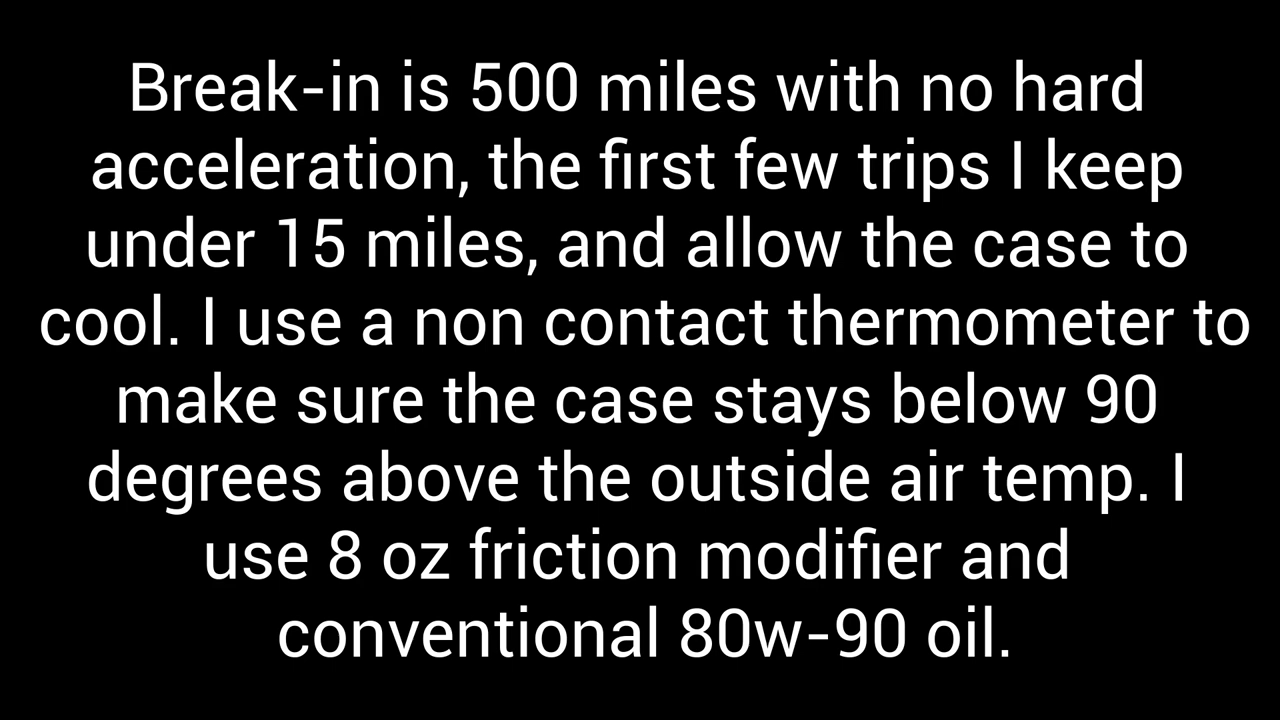 Break-in is 500 miles with no hard
acceleration, the first few trips I keep
under 15 miles, and allow the case to
cool. I use a non contact thermometer to
make sure the case stays below 90
degrees above the outside air temp. I
use 8 oz friction modifier and
conventional 80w-90 oil.